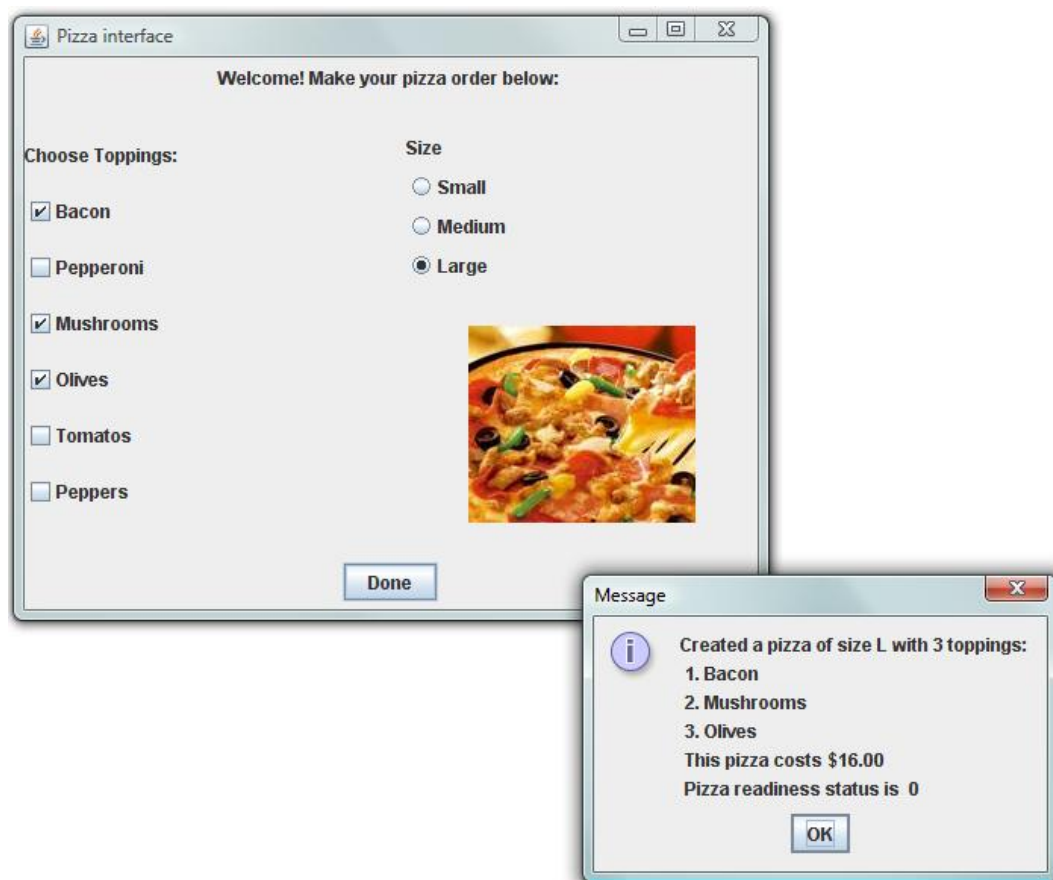 Pizza interface
Welcome! Make your pizza order below:
Choose Toppings:
Bacon
Pepperoni
Mushrooms
Olives
Tomatos
Peppers
Size
Small
Medium
Large
Done
Message
Created a pizza of size L with 3 toppings:
1. Bacon
2. Mushrooms
3. Olives
This pizza costs $16.00
Pizza readiness status is 0
OK